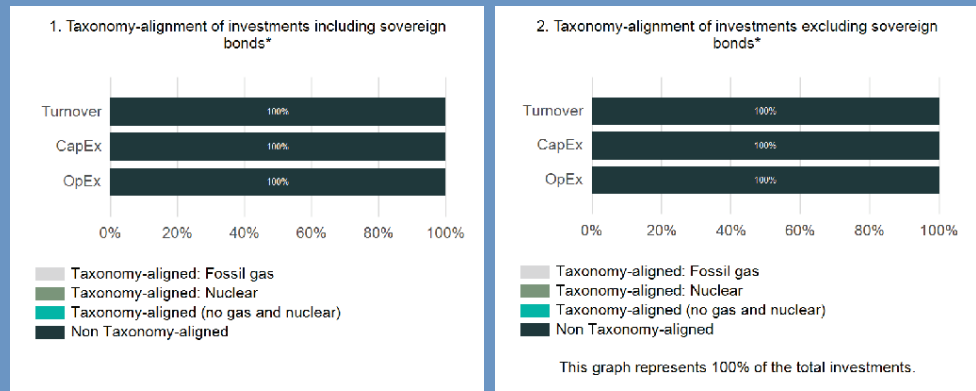 1. Taxonomy-alignment of investments including sovereign
bonds*
Turnover
100%
CapEx
100%
OpEx
100%
0% 20% 40% 60% 80% 100%
Taxonomy-aligned: Fossil gas
Taxonomy-aligned: Nuclear
Taxonomy-aligned (no gas and nuclear)
Non Taxonomy-aligned
2. Taxonomy-alignment of investments excluding sovereign
bonds*
Turnover
100%
CapEx
100%
OpEx
100%
0% 20% 40% 60% 80% 100%
Taxonomy-aligned: Fossil gas
Taxonomy-aligned: Nuclear
Taxonomy-aligned (no gas and nuclear)
Non Taxonomy-aligned
This graph represents 100% of the total investments.